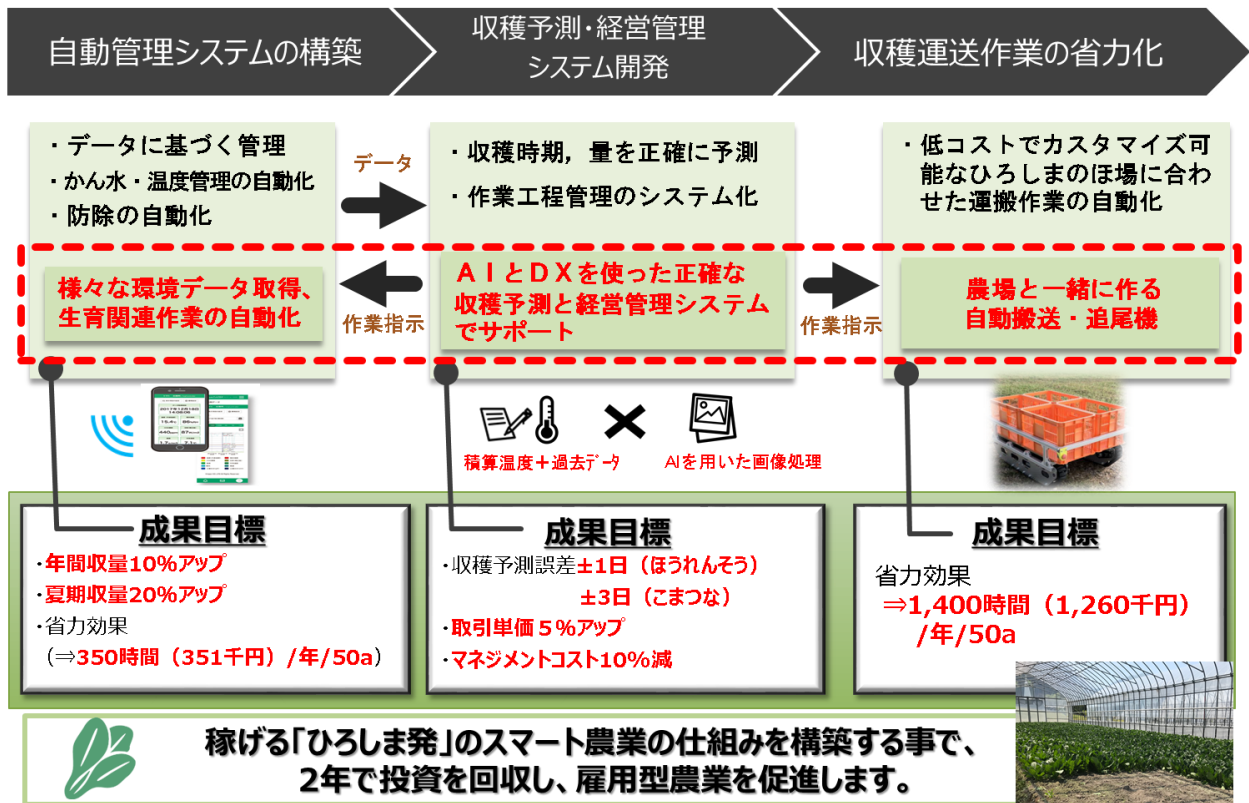 自動管理システムの構築
収穫予測・経営管理
システム開発
収穫運送作業の省力化
・データに基づく管理
・かん水・温度管理の自動化
・防除の自動化
データ
・収穫時期，量を正確に予測
・作業工程管理のシステム化
・低コストでカスタマイズ可
能なひろしまのほ場に合わ
せた運搬作業の自動化
様々な環境データ取得、
生育関連作業の自動化
作業指示
ＡＩとＤＸを使った正確な
収穫予測と経営管理システム
でサポート
作業指示
農場と一緒に作る
自動搬送・追尾機
積算温度＋過去データ
AIを用いた画像処理
成果目標
・年間収量10%アップ
・夏期収量20%アップ
・省力効果
（⇒350時間（351千円）/年/50a）
成果目標
・収穫予測誤差±1日（ほうれんそう）
±3日（こまつな）
・取引単価５%アップ
・マネジメントコスト10%減
成果目標
省力効果
⇒1,400時間（1,260千円）
/年/50a
稼げる「ひろしま発」のスマート農業の仕組みを構築する事で、
2年で投資を回収し、雇用型農業を促進します。